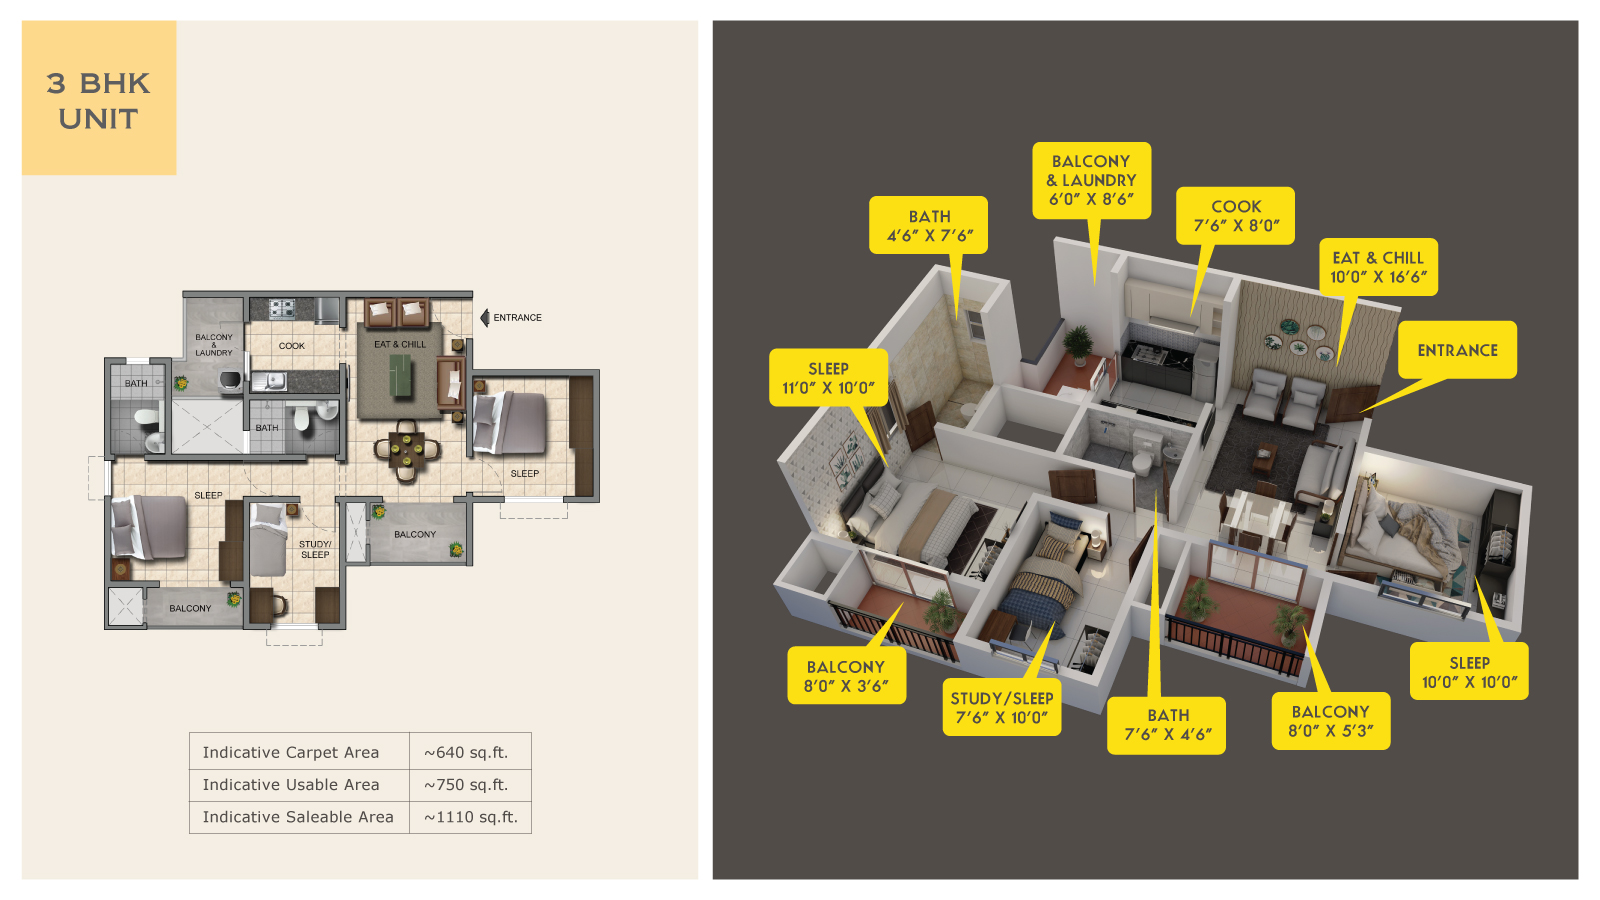 3 BHK
UNIT
BALCONY
&
LAUNDRY
COOK
EAT & CHILL
ENTRANCE
BATH
BATH
SLEEP
SLEEP
STUDY/
SLEEP
BALCONY
BALCONY
Indicative Carpet Area ~640 sq.ft.
Indicative Usable Area ~750 sq.ft.
Indicative Saleable Area ~1110 sq.ft.
BALCONY
& LAUNDRY
6'0" X 8'6"
BATH
4'6" X 7'6"
COOK
7'6" X 8'0"
EAT & CHILL
10'0" X 16'6"
ENTRANCE
SLEEP
11'0" X 10'0"
BALCONY
8'0" X 3'6"
STUDY/SLEEP
7'6" X 10'0"
BATH
7'6" X 4'6"
BALCONY
8'0" X 5'3"
SLEEP
10'0" X 10'0"